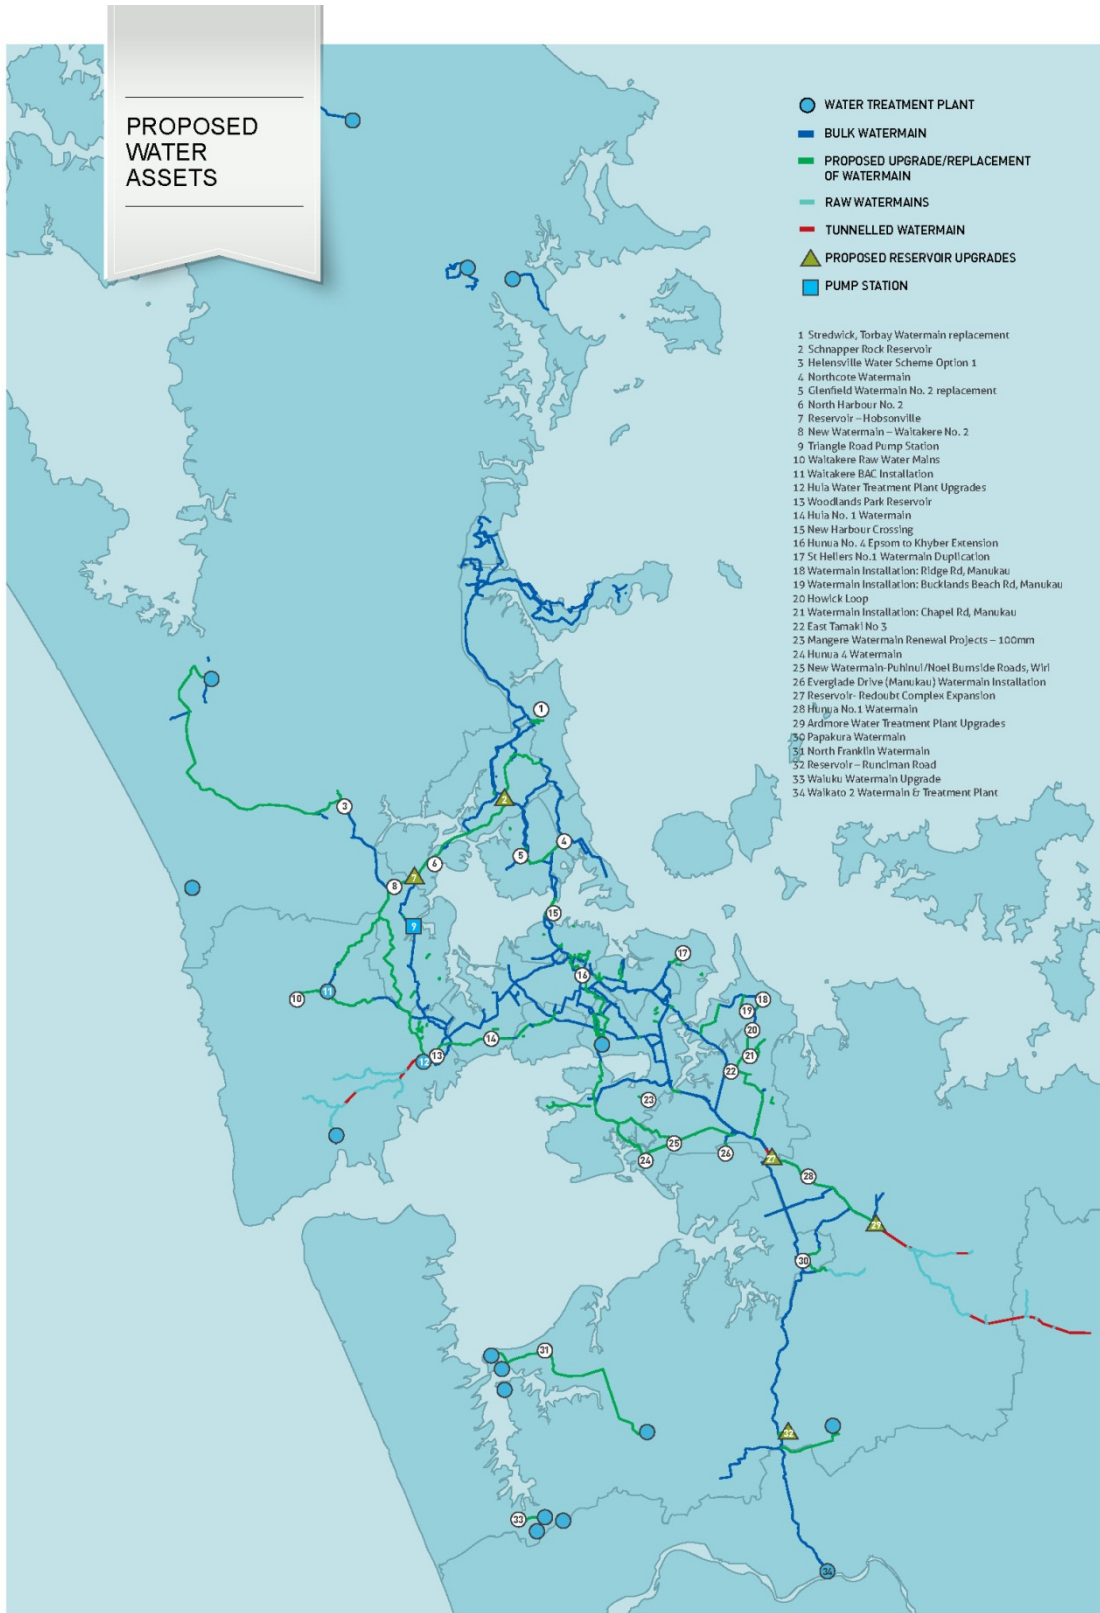 PROPOSED
WATER
ASSETS
WATER TREATMENT PLANT
BULK WATERMAIN
PROPOSED UPGRADE/REPLACEMENT
OF WATERMAIN
RAW WATERMAINS
TUNNELLED WATERMAIN
PROPOSED RESERVOIR UPGRADES
PUMP STATION
1 Stredwick, Torbay Watermain replacement
2 Schnapper Rock Reservoir
3 Helensville Water Scheme Option 1
4 Northcote Watermain
5 Glenfield Watermain No. 2 replacement
6 North Harbour No. 2
7 Reservoir – Hobsonville
8 New Watermain – Waitakere No. 2
9 Triangle Road Pump Station
10 Waitakere Raw Water Mains
11 Waitakere BAC Installation
12 Huia Water Treatment Plant Upgrades
13 Woodlands Park Reservoir
14 Huia No. 1 Watermain
15 New Harbour Crossing
16 Hunua No. 4 Epsom to Khyber Extension
17 St Heliers No.1 Watermain Duplication
18 Watermain Installation: Ridge Rd, Manukau
19 Watermain Installation: Bucklands Beach Rd, Manukau
20 Howick Loop
21 Watermain Installation: Chapel Rd, Manukau
22 East Tamaki No 3
23 Mangere Watermain Renewal Projects – 100mm
24 Hunua 4 Watermain
25 New Watermain-Puhinui/Noel Burnside Roads, Wiri
26 Everglade Drive (Manukau) Watermain Installation
27 Reservoir- Redoubt Complex Expansion
28 Hunua No.1 Watermain
29 Ardmore Water Treatment Plant Upgrades
30 Papakura Watermain
31 North Franklin Watermain
32 Reservoir – Runciman Road
33 Waiuku Watermain Upgrade
34 Waikato 2 Watermain & Treatment Plant
1
2
3
4
5
6
7
8
9
15
16
17
10
11
18
19
20
14
13
12
21
22
23
25
24
26
27
28
29
30
31
32
33
34